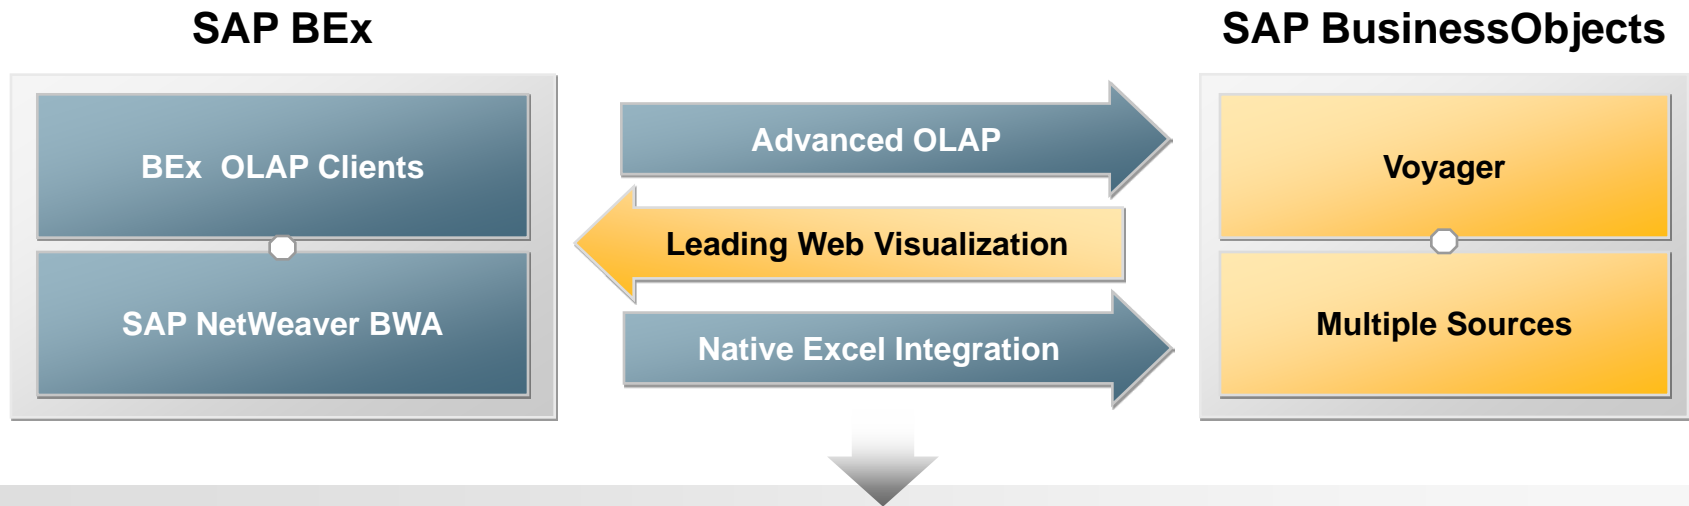 SAP BEx
SAP BusinessObjects
BEx OLAP Clients
SAP NetWeaver BWA
Advanced OLAP
Leading Web Visualization
Native Excel Integration
Voyager
Multiple Sources